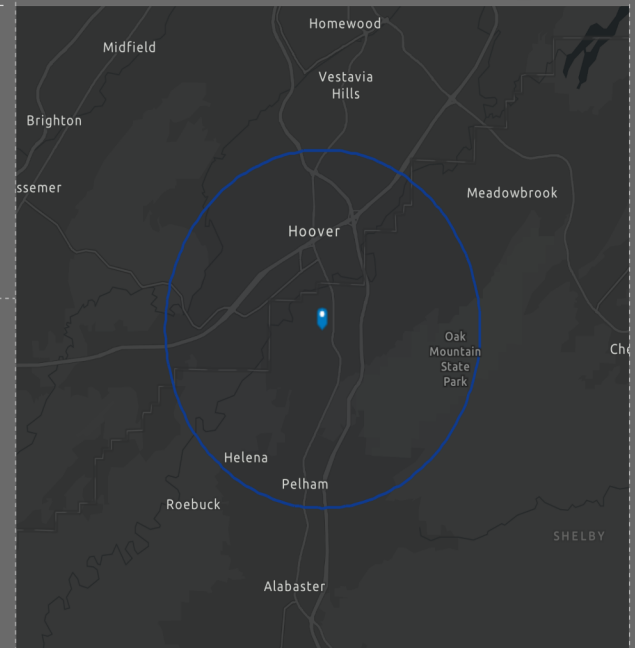 Homewood
Midfield
Vestavia
Hills
Brighton
ssemer
Meadowbrook
Hoover
Oak
Mountain
State
Park
Che
Helena
Pelham
Roebuck
SHELBY
Alabaster